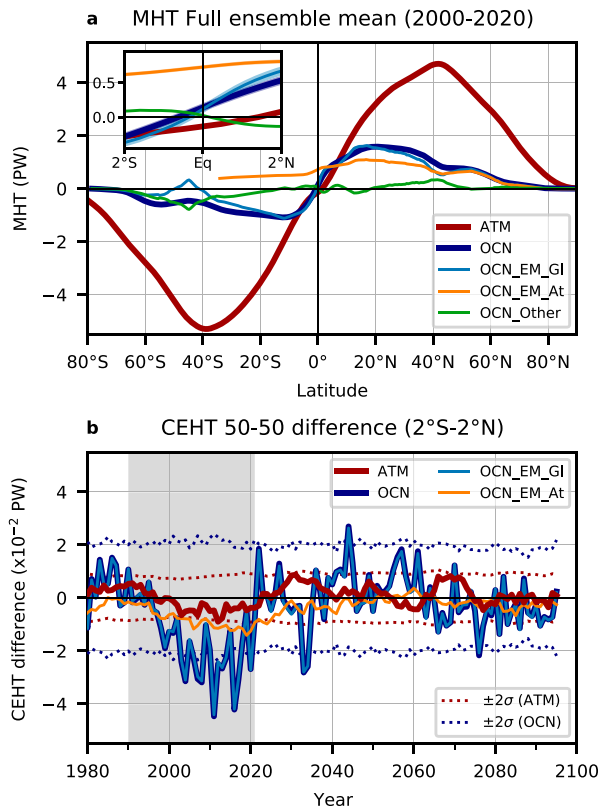 a MHT Full ensemble mean (2000-2020)
MHT (PW)
4
2
0
−2
−4
0.5
0.0
2°S Eq 2°N
ATM
OCN
OCN_EM_Gl
OCN_EM_At
OCN_Other
80°S 60°S 40°S 20°S 0° 20°N 40°N 60°N 80°N
Latitude
b CEHT 50-50 difference (2°S-2°N)
CEHT difference (x10⁻² PW)
4
2
0
−2
−4
ATM OCN_EM_Gl
OCN OCN_EM_At
±2σ (ATM)
±2σ (OCN)
1980 2000 2020 2040 2060 2080 2100
Year